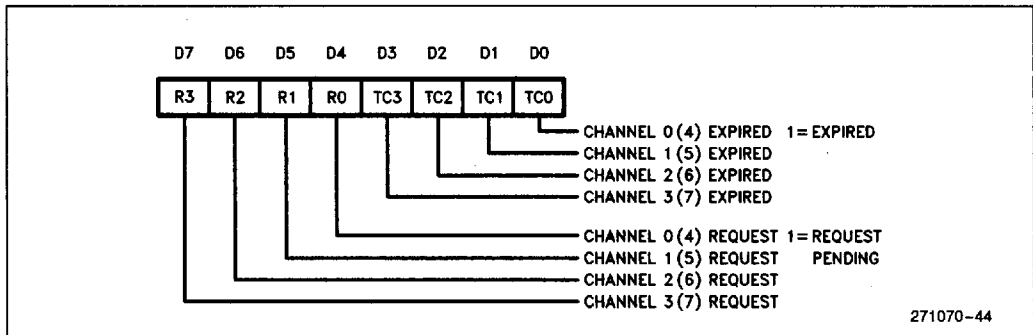 D7 D6 D5 D4 D3 D2 D1 D0
R3 R2 R1 R0 TC3 TC2 TC1 TC0
CHANNEL 0(4) EXPIRED 1=EXPIRED
CHANNEL 1(5) EXPIRED
CHANNEL 2(6) EXPIRED
CHANNEL 3(7) EXPIRED
CHANNEL 0(4) REQUEST 1=REQUEST
CHANNEL 1(5) REQUEST PENDING
CHANNEL 2(6) REQUEST
CHANNEL 3(7) REQUEST
271070-44